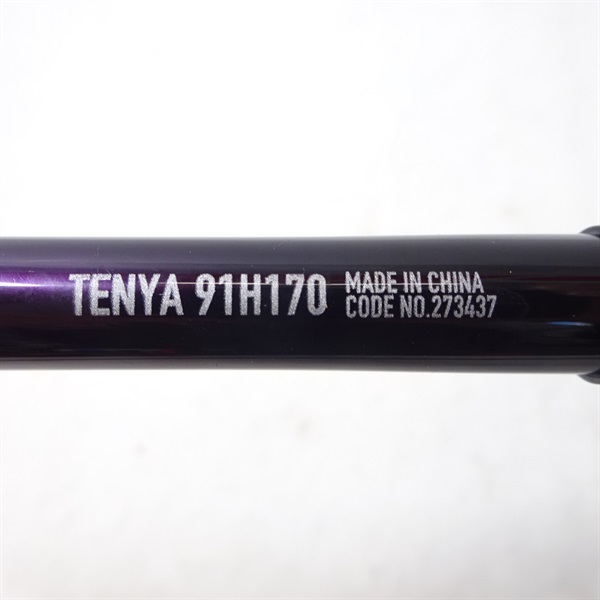 TENYA 91H170
MADE IN CHINA
CODE NO.273437